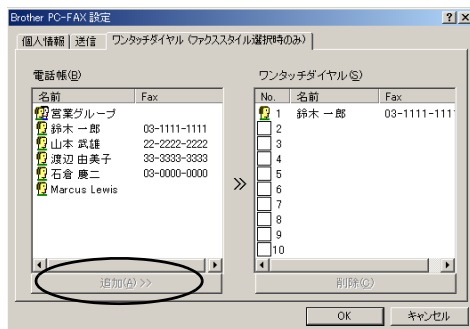 Brother PC-FAX 設定
個人情報 送信 ワンタッチダイヤル (ファクススタイル選択時のみ)
電話帳(B)
名前 Fax
営業グループ
鈴木 一郎 03-1111-1111
山本 武雄 22-2222-2222
渡辺 由美子 33-3333-3333
石倉 慶二 03-0000-0000
Marcus Lewis
追加(A) >>
>>
ワンタッチダイヤル(S)
No. 名前 Fax
1 鈴木 一郎 03-1111-111
2
3
4
5
6
7
8
9
10
削除(C)
OK キャンセル